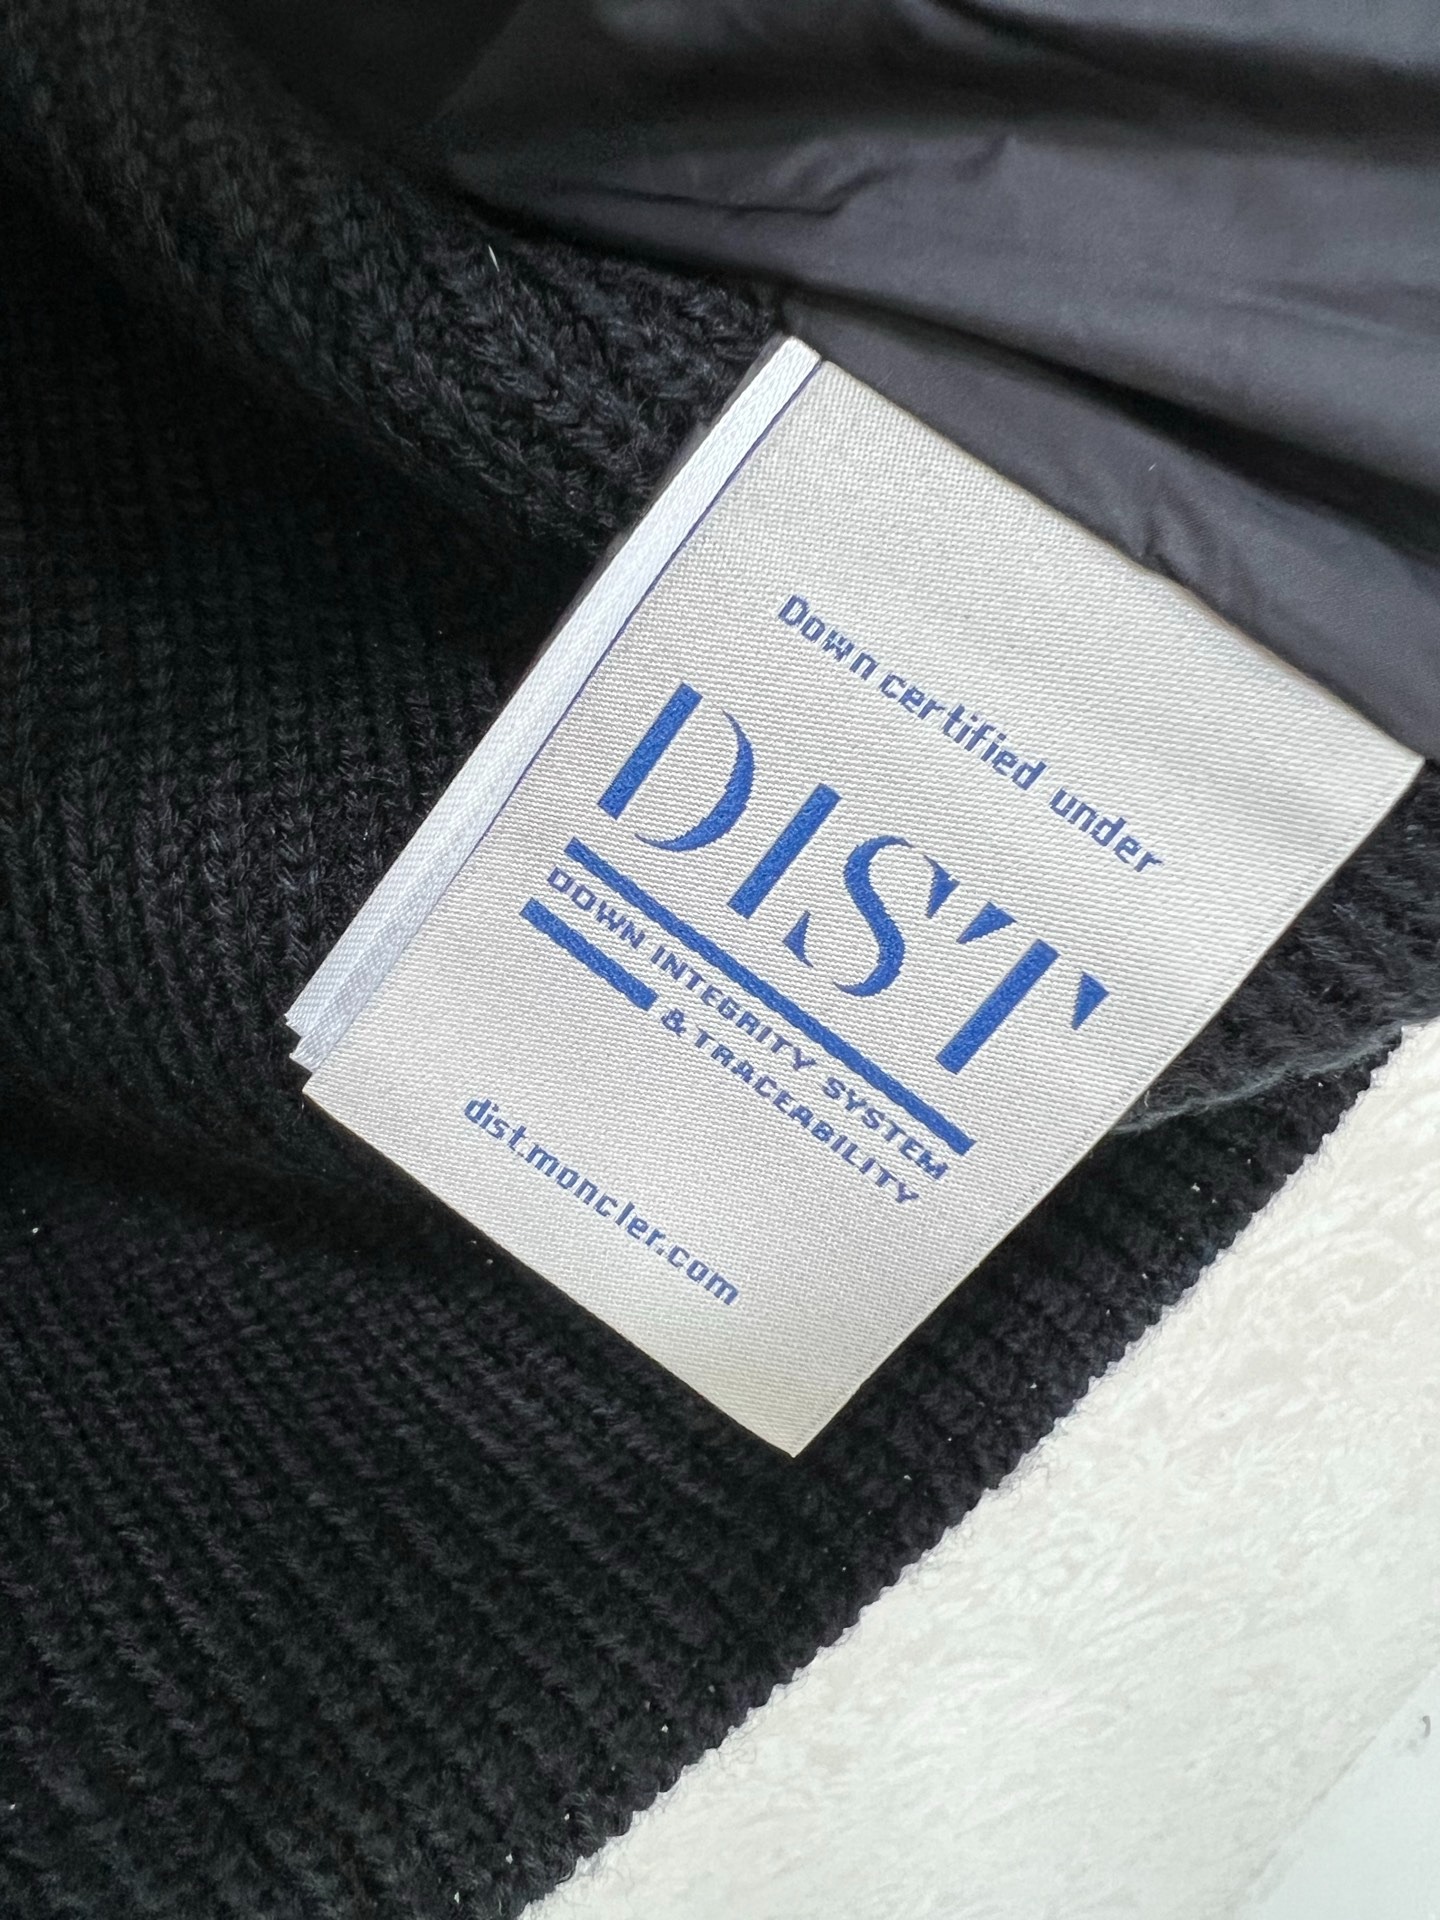 Down certified under
DIST
DOWN INTEGRITY SYSTEM
& TRACEABILITY
dist.moncler.com